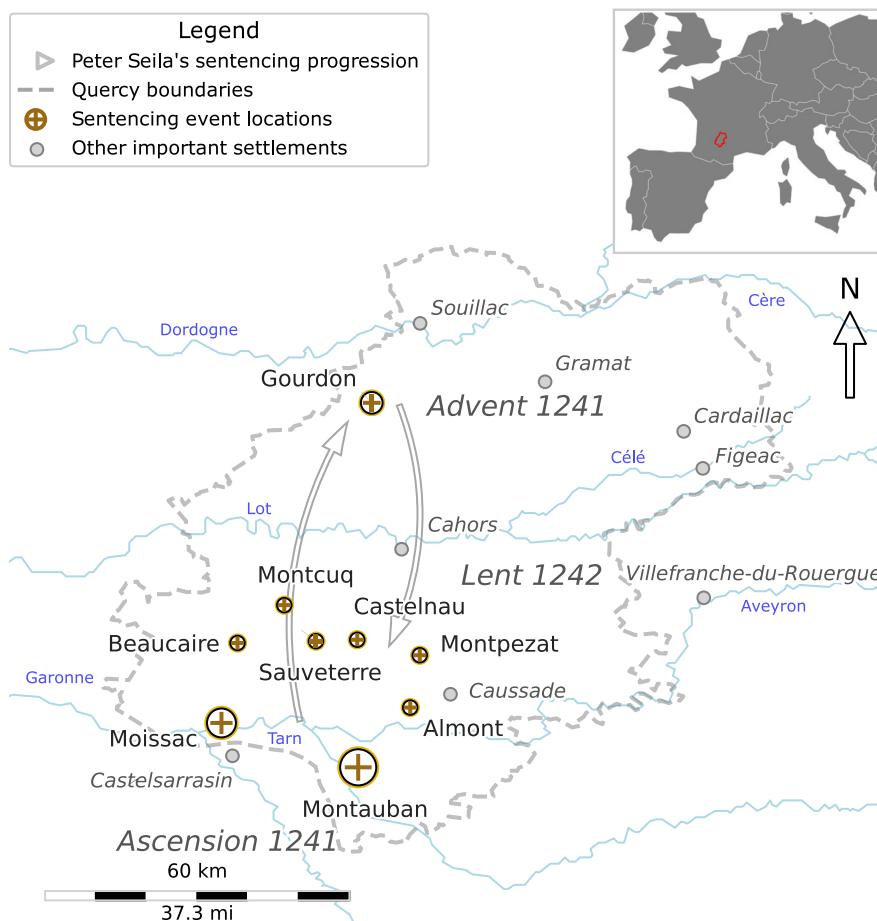 Legend
Peter Seila's sentencing progression
Quercy boundaries
Sentencing event locations
Other important settlements
N
Souillac
Cère
Dordogne
Gramat
Gourdon
Advent 1241
Cardaillac
Figeac
Célé
Lot
Cahors
Montcuq
Lent 1242
Villefranche-du-Rouergue
Castelnau
Aveyron
Beaucaire
Montpezat
Sauveterre
Garonne
Caussade
Almont
Moissac
Tarn
Castelsarrasin
Montauban
Ascension 1241
60 km
37.3 mi